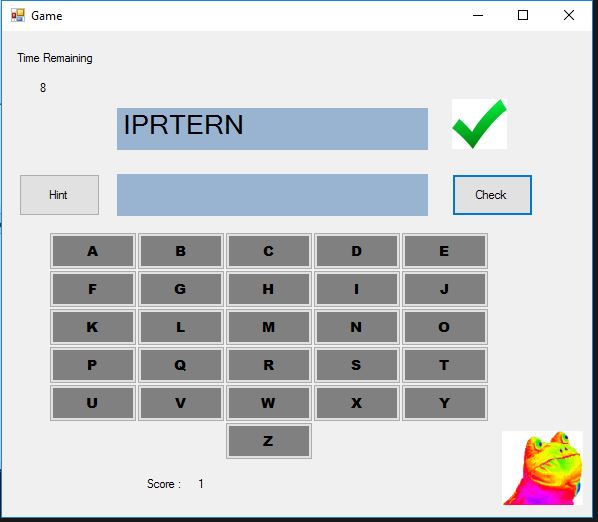 Game
Time Remaining
8
IPRTERN
Hint
Check
A B C D E
F G H I J
K L M N O
P Q R S T
U V W X Y
Z
Score : 1